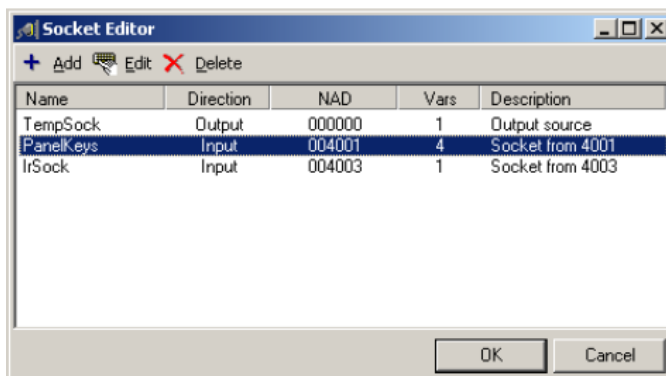 Socket Editor
Add Edit Delete
Name Direction NAD Vars Description
TempSock Output 000000 1 Output source
PanelKeys Input 004001 4 Socket from 4001
IrSock Input 004003 1 Socket from 4003
OK Cancel